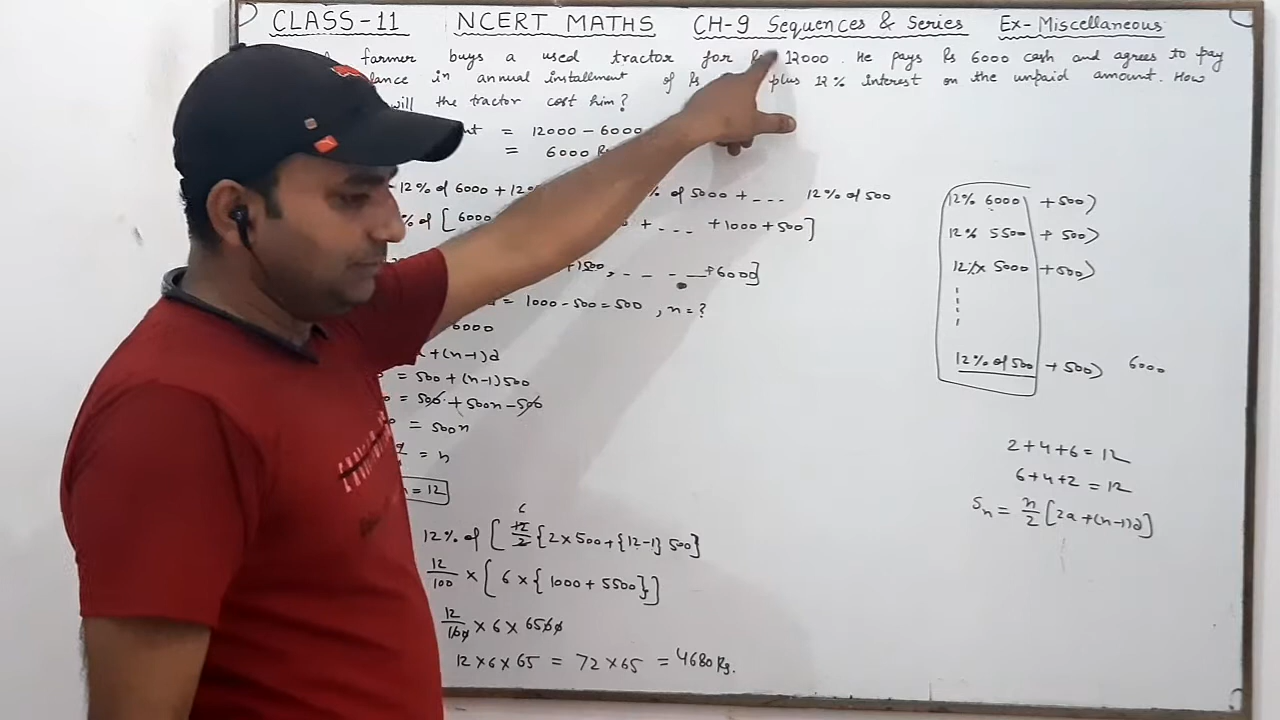 CLASS-11 NCERT MATHS CH-9 Sequences & Series Ex- Miscellaneous
farmer buys a used tractor for 12000. He pays Rs 6000 cash and agrees to pay
in annual installment of Rs plus 12% interest on the unpaid amount. How
will the tractor cost him?
= 12000 - 6000
= 6000
12% of 6000 + 12% of 5000 + --- 12% of 500
of [6000 + --- +1000+500]
+1500, - - - +6000]
= 1000-500=500, n=?
6000
+(n-1)d
= 500+(n-1)500
= 500+500n-500
= 500n
= n
n=12
12% of [ 6 12/2 {2×500+{12-1} 500}]
12/100 × [6 × {1000+5500}]
12/100 × 6 × 6500
12×6×65 = 72×65 = 4680 Rs.
12% 6000 +500)
12% 5500 + 500)
12% 5000 +500)
12% of 500 + 500) 6000
2+4+6=12
6+4+2=12
Sn = n/2 [2a+(n-1)d]